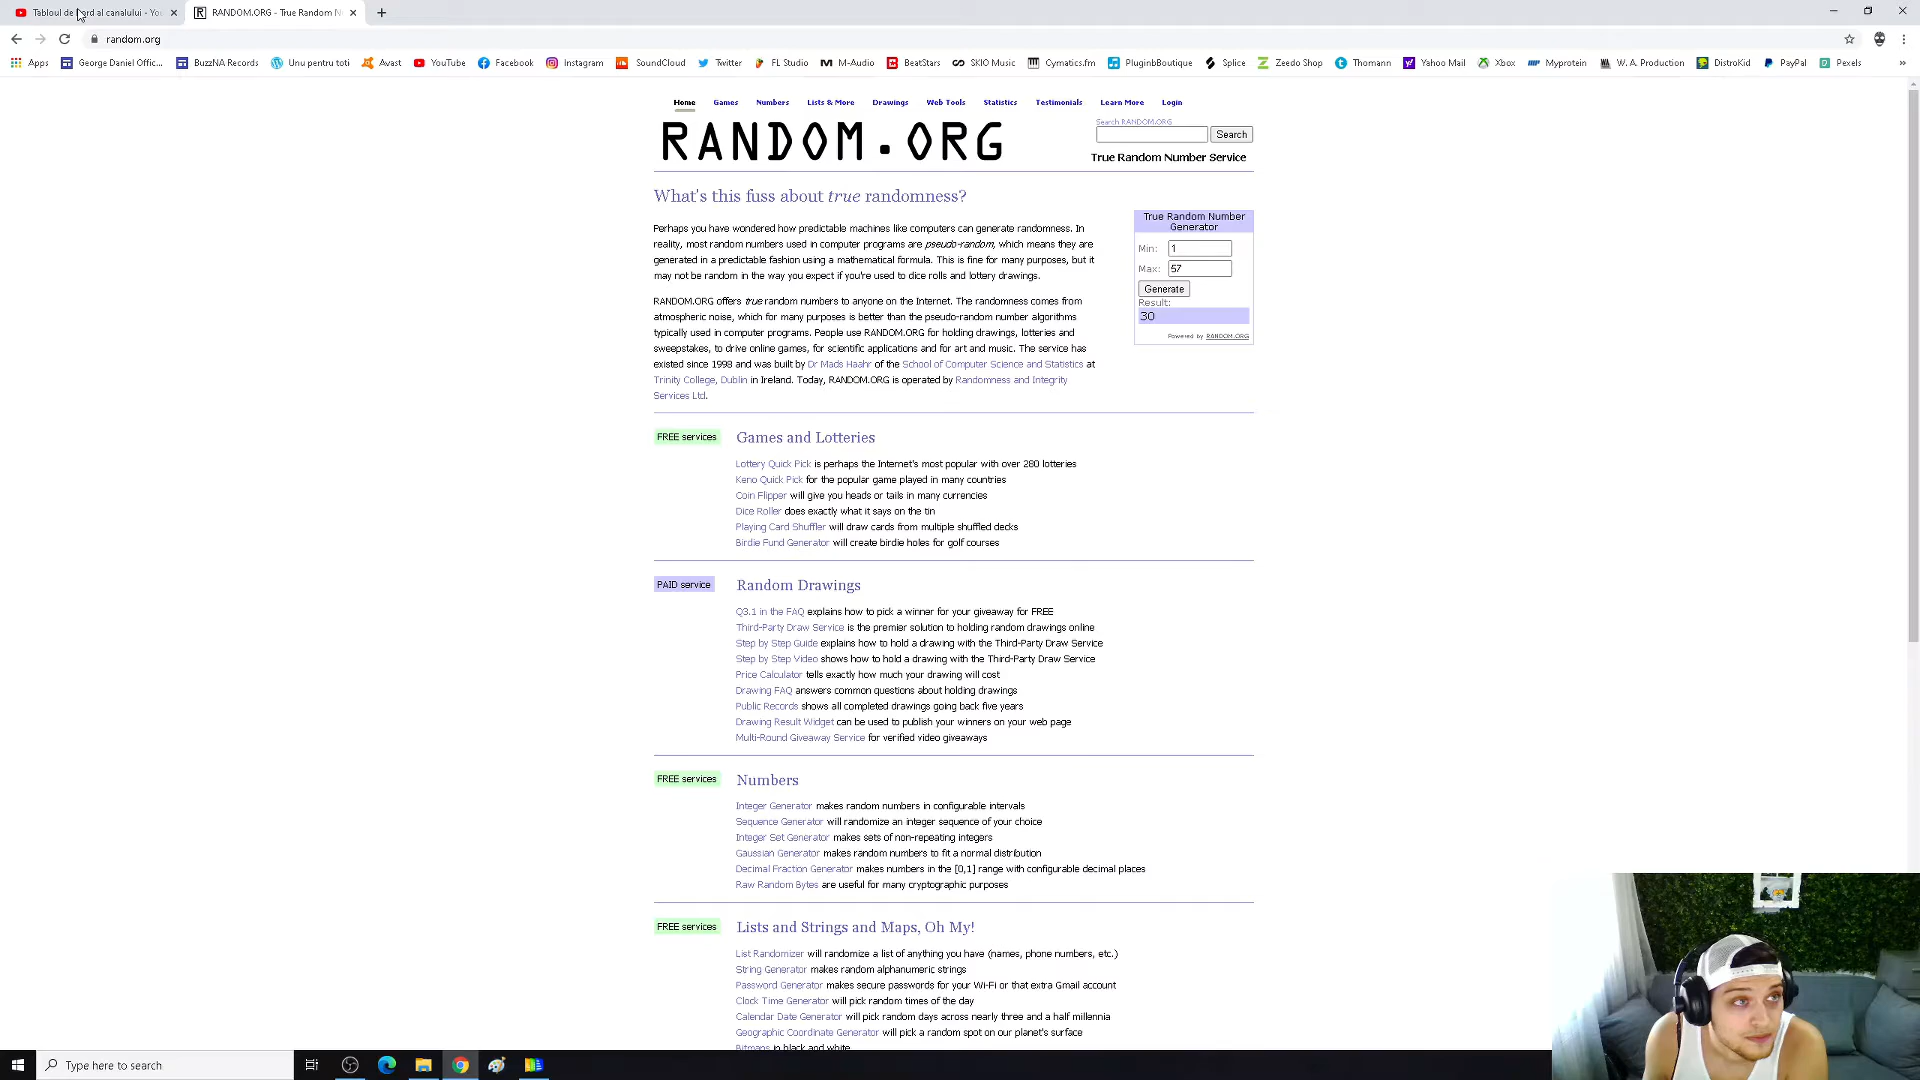 Tabloul de bord al canalului - You
RANDOM.ORG - True Random N
random.org
Apps
George Daniel Offic...
BuzzNA Records
Unu pentru toti
Avast
YouTube
Facebook
Instagram
SoundCloud
Twitter
FL Studio
M-Audio
BeatStars
SKIO Music
Cymatics.fm
PluginbBoutique
Splice
Zeedo Shop
Thomann
Yahoo Mail
Xbox
Myprotein
W. A. Production
DistroKid
PayPal
Pexels
»
Home Games Numbers Lists & More Drawings Web Tools Statistics Testimonials Learn More Login
RANDOM.ORG
Search RANDOM.ORG
Search
True Random Number Service
What's this fuss about true randomness?
Perhaps you have wondered how predictable machines like computers can generate randomness. In
reality, most random numbers used in computer programs are pseudo-random, which means they are
generated in a predictable fashion using a mathematical formula. This is fine for many purposes, but it
may not be random in the way you expect if you're used to dice rolls and lottery drawings.
RANDOM.ORG offers true random numbers to anyone on the Internet. The randomness comes from
atmospheric noise, which for many purposes is better than the pseudo-random number algorithms
typically used in computer programs. People use RANDOM.ORG for holding drawings, lotteries and
sweepstakes, to drive online games, for scientific applications and for art and music. The service has
existed since 1998 and was built by Dr Mads Haahr of the School of Computer Science and Statistics at
Trinity College, Dublin in Ireland. Today, RANDOM.ORG is operated by Randomness and Integrity
Services Ltd.
True Random Number
Generator
Min: 1
Max: 57
Generate
Result:
30
Powered by RANDOM.ORG
FREE services
Games and Lotteries
Lottery Quick Pick is perhaps the Internet's most popular with over 280 lotteries
Keno Quick Pick for the popular game played in many countries
Coin Flipper will give you heads or tails in many currencies
Dice Roller does exactly what it says on the tin
Playing Card Shuffler will draw cards from multiple shuffled decks
Birdie Fund Generator will create birdie holes for golf courses
PAID service
Random Drawings
Q3.1 in the FAQ explains how to pick a winner for your giveaway for FREE
Third-Party Draw Service is the premier solution to holding random drawings online
Step by Step Guide explains how to hold a drawing with the Third-Party Draw Service
Step by Step Video shows how to hold a drawing with the Third-Party Draw Service
Price Calculator tells exactly how much your drawing will cost
Drawing FAQ answers common questions about holding drawings
Public Records shows all completed drawings going back five years
Drawing Result Widget can be used to publish your winners on your web page
Multi-Round Giveaway Service for verified video giveaways
FREE services
Numbers
Integer Generator makes random numbers in configurable intervals
Sequence Generator will randomize an integer sequence of your choice
Integer Set Generator makes sets of non-repeating integers
Gaussian Generator makes random numbers to fit a normal distribution
Decimal Fraction Generator makes numbers in the [0,1] range with configurable decimal places
Raw Random Bytes are useful for many cryptographic purposes
FREE services
Lists and Strings and Maps, Oh My!
List Randomizer will randomize a list of anything you have (names, phone numbers, etc.)
String Generator makes random alphanumeric strings
Password Generator makes secure passwords for your Wi-Fi or that extra Gmail account
Clock Time Generator will pick random times of the day
Calendar Date Generator will pick random days across nearly three and a half millennia
Geographic Coordinate Generator will pick a random spot on our planet's surface
Bitmaps in black and white
Type here to search